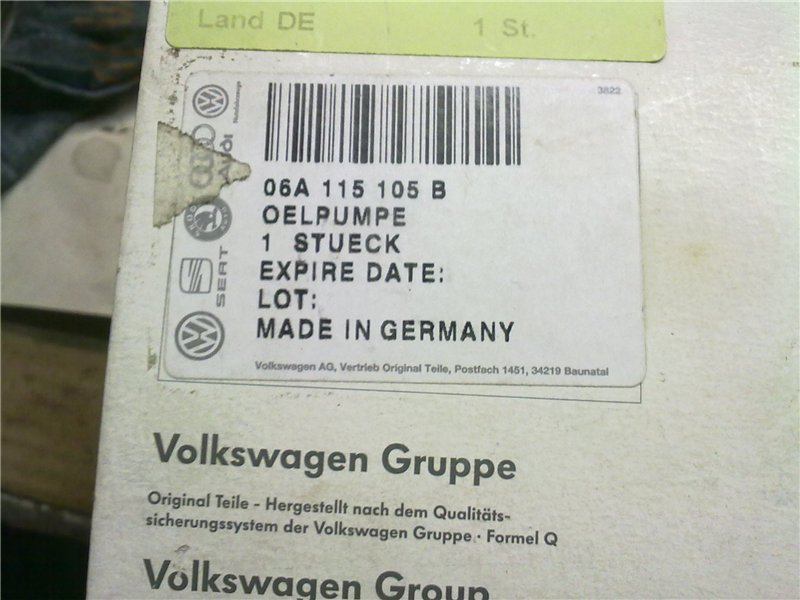 Land DE 1 St.
3822
Audi
SEAT
06A 115 105 B
OELPUMPE
1 STUECK
EXPIRE DATE:
LOT:
MADE IN GERMANY
Volkswagen AG, Vertrieb Original Teile, Postfach 1451, 34219 Baunatal
Volkswagen Gruppe
Original Teile - Hergestellt nach dem Qualitäts-
sicherungssystem der Volkswagen Gruppe · Formel Q
Volkswagen Group